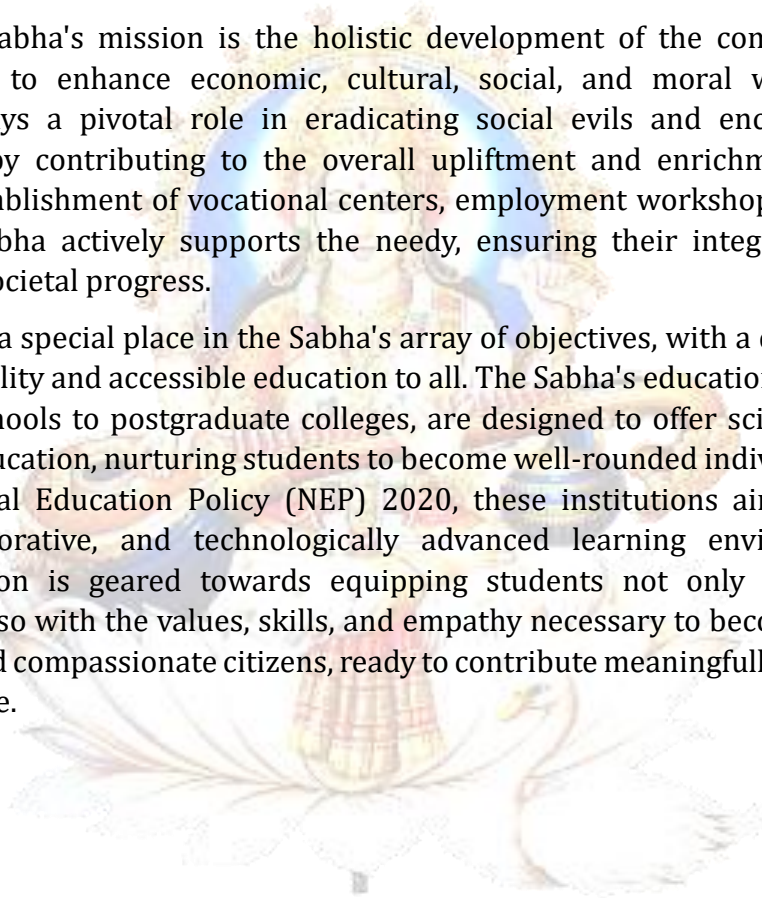 abha's mission is the holistic development of the com
to enhance economic, cultural, social, and moral w
ys a pivotal role in eradicating social evils and enc
by contributing to the overall upliftment and enrichm
ablishment of vocational centers, employment workshop
bha actively supports the needy, ensuring their integ
ocietal progress.
a special place in the Sabha's array of objectives, with a
lity and accessible education to all. The Sabha's education
hools to postgraduate colleges, are designed to offer sci
ucation, nurturing students to become well-rounded indiv
al Education Policy (NEP) 2020, these institutions ai
orative, and technologically advanced learning envi
on is geared towards equipping students not only
so with the values, skills, and empathy necessary to beco
d compassionate citizens, ready to contribute meaningfull
e.